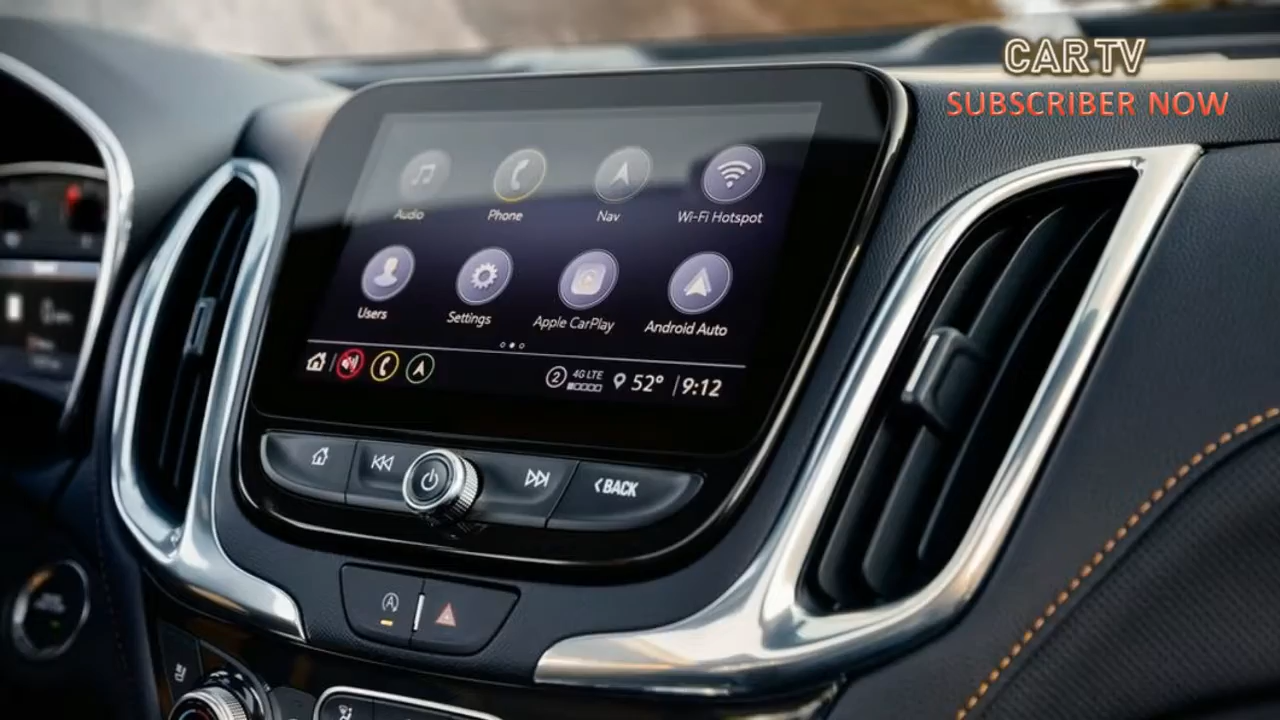 CAR TV
SUBSCRIBER NOW
Audio Phone Nav Wi-Fi Hotspot
Users Settings Apple CarPlay Android Auto
2 4G LTE 52° 9:12
<BACK
A